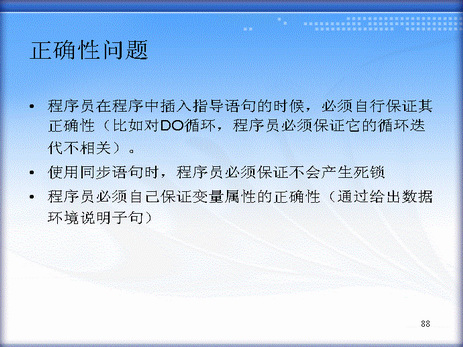 正确性问题
• 程序员在程序中插入指导语句的时候，必须自行保证其
正确性（比如对DO循环，程序员必须保证它的循环迭
代不相关）。
• 使用同步语句时，程序员必须保证不会产生死锁
• 程序员必须自己保证变量属性的正确性（通过给出数据
环境说明子句）
88